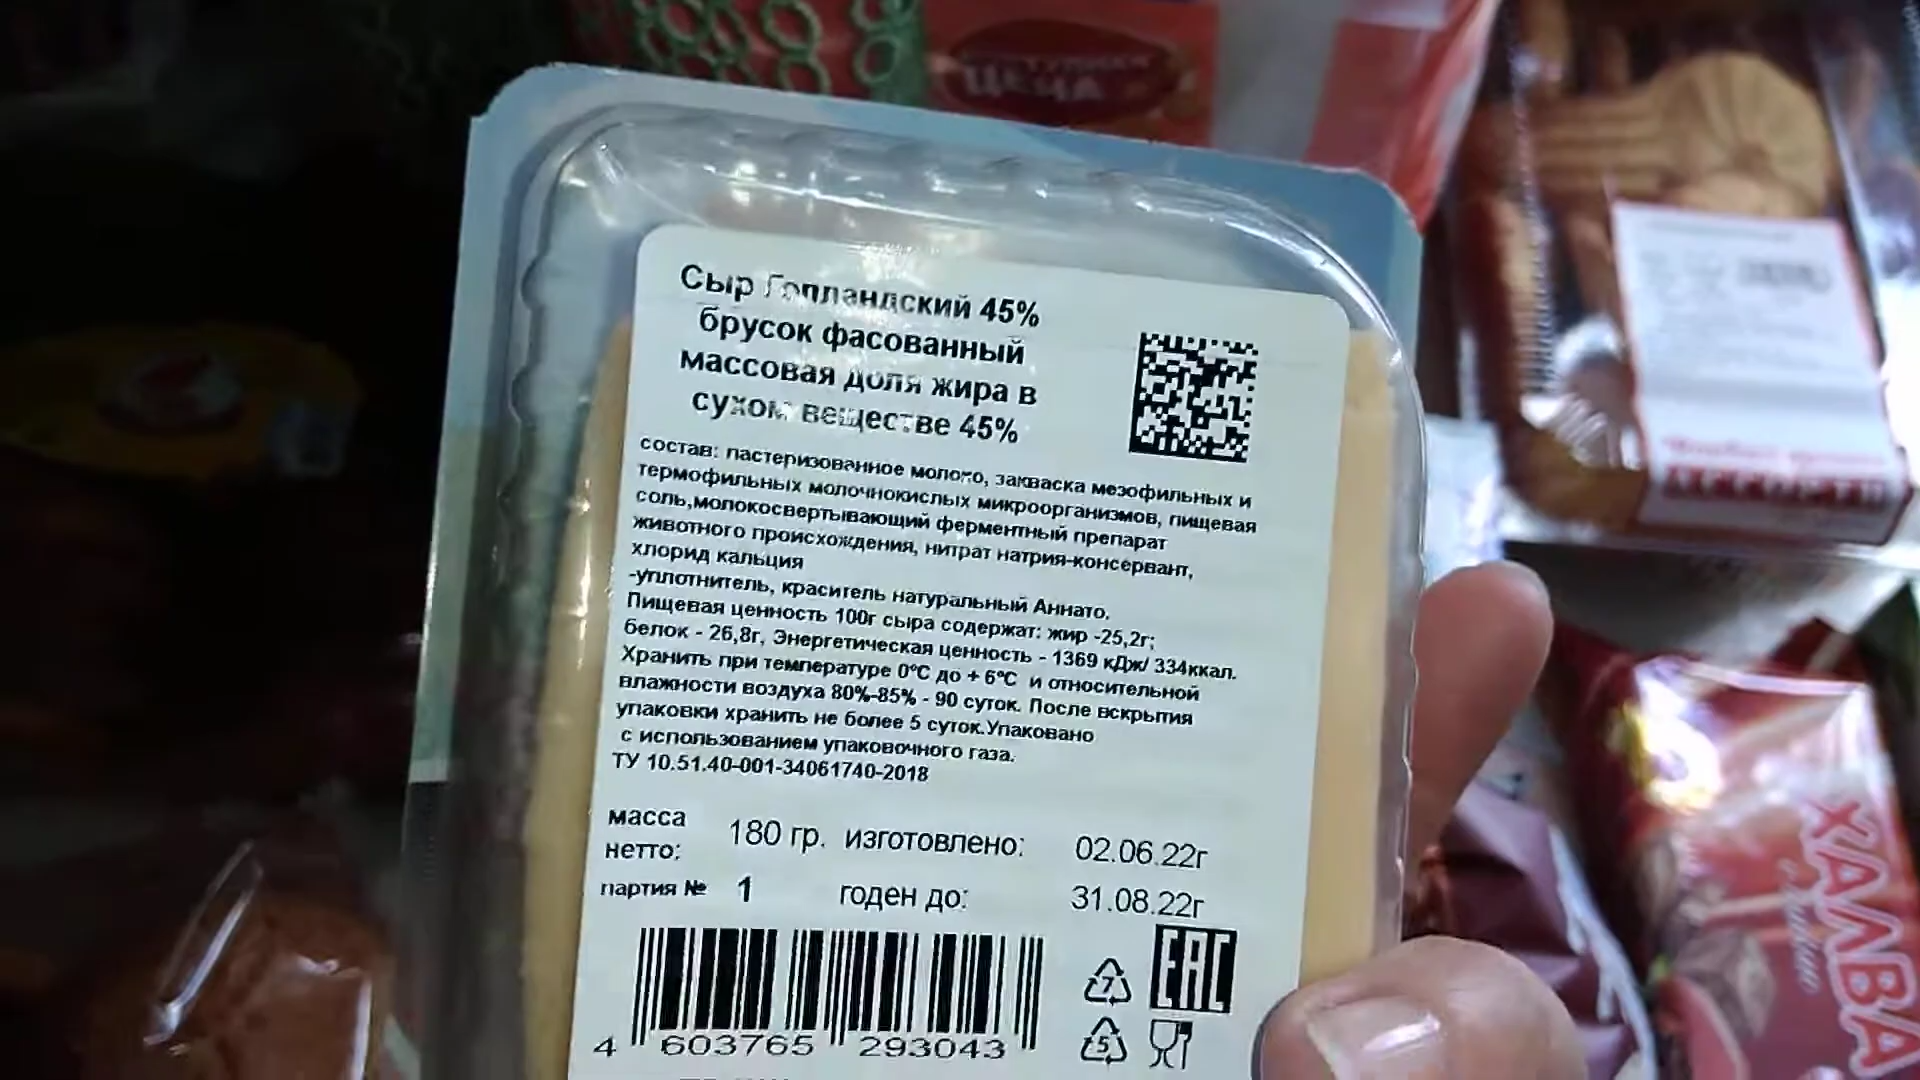 ЦЕНА
Сыр Голландский 45%
брусок фасованный
массовая доля жира в
сухом веществе 45%
состав: пастеризованное молоко, закваска мезофильных и
термофильных молочнокислых микроорганизмов, пищевая
соль,молокосвертывающий ферментный препарат
животного происхождения, нитрат натрия-консервант,
хлорид кальция
-уплотнитель, краситель натуральный Аннато.
Пищевая ценность 100г сыра содержат: жир -25,2г;
белок - 26,8г. Энергетическая ценность - 1369 кДж/ 334ккал.
Хранить при температуре 0°С до + 6°С и относительной
влажности воздуха 80%-85% - 90 суток. После вскрытия
упаковки хранить не более 5 суток.Упаковано
с использованием упаковочного газа.
ТУ 10.51.40-001-34061740-2018
масса нетто: 180 гр. изготовлено: 02.06.22г
партия № 1 годен до: 31.08.22г
EAC
7
5
4 603765 293043
АССОРТИ
ХАЛВА